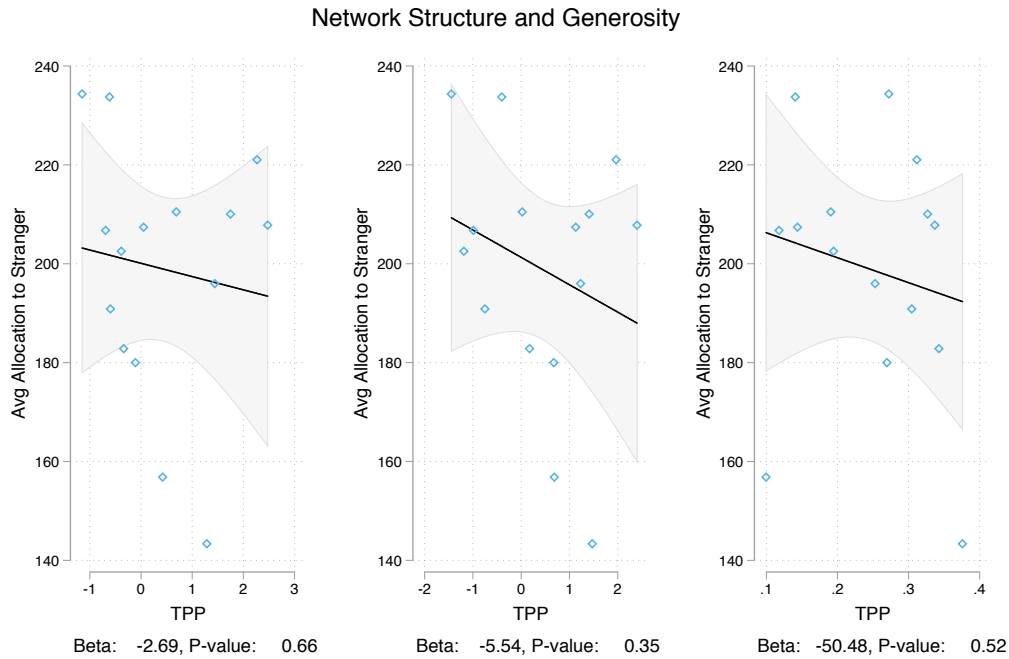 Network Structure and Generosity
Avg Allocation to Stranger
240
220
200
180
160
140
-1 0 1 2 3
TPP
Beta: -2.69, P-value: 0.66
Avg Allocation to Stranger
240
220
200
180
160
140
-2 -1 0 1 2
TPP
Beta: -5.54, P-value: 0.35
Avg Allocation to Stranger
240
220
200
180
160
140
.1 .2 .3 .4
TPP
Beta: -50.48, P-value: 0.52